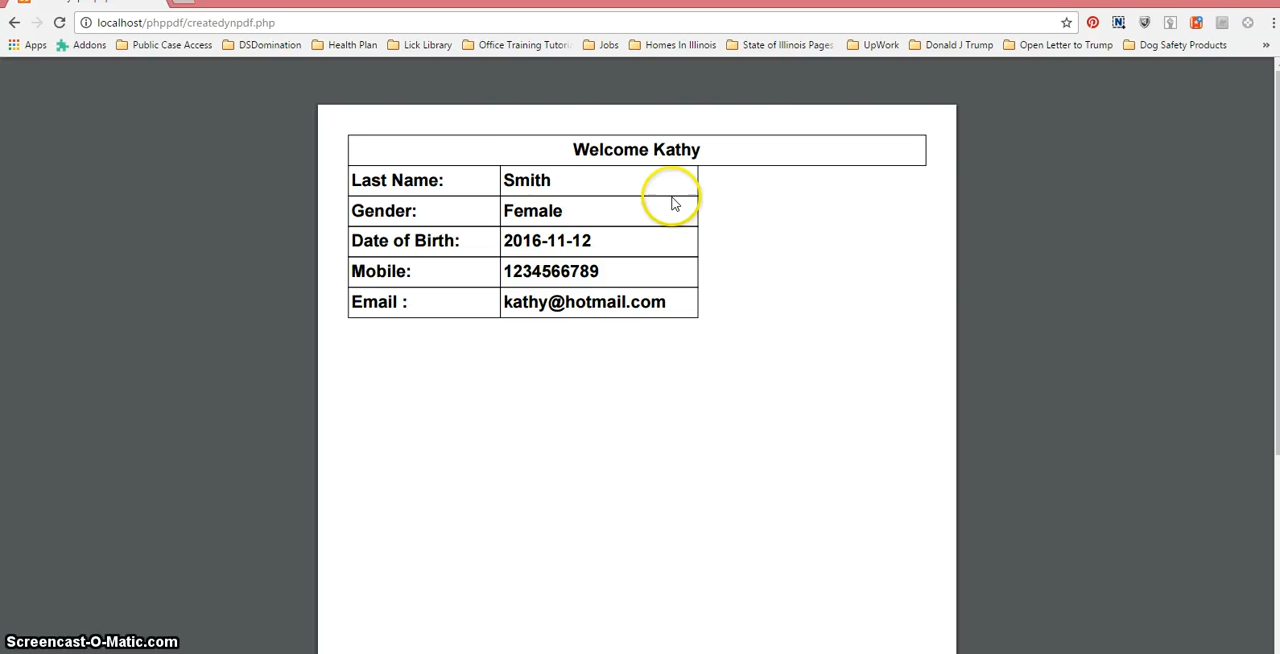 localhost/phppdf/createdynpdf.php
Apps Addons Public Case Access DSDomination Health Plan Lick Library Office Training Tutori Jobs Homes In Illinois State of Illinois Pages UpWork Donald J Trump Open Letter to Trump Dog Safety Products »
Welcome Kathy
Last Name: Smith
Gender: Female
Date of Birth: 2016-11-12
Mobile: 1234566789
Email : kathy@hotmail.com
Screencast-O-Matic.com